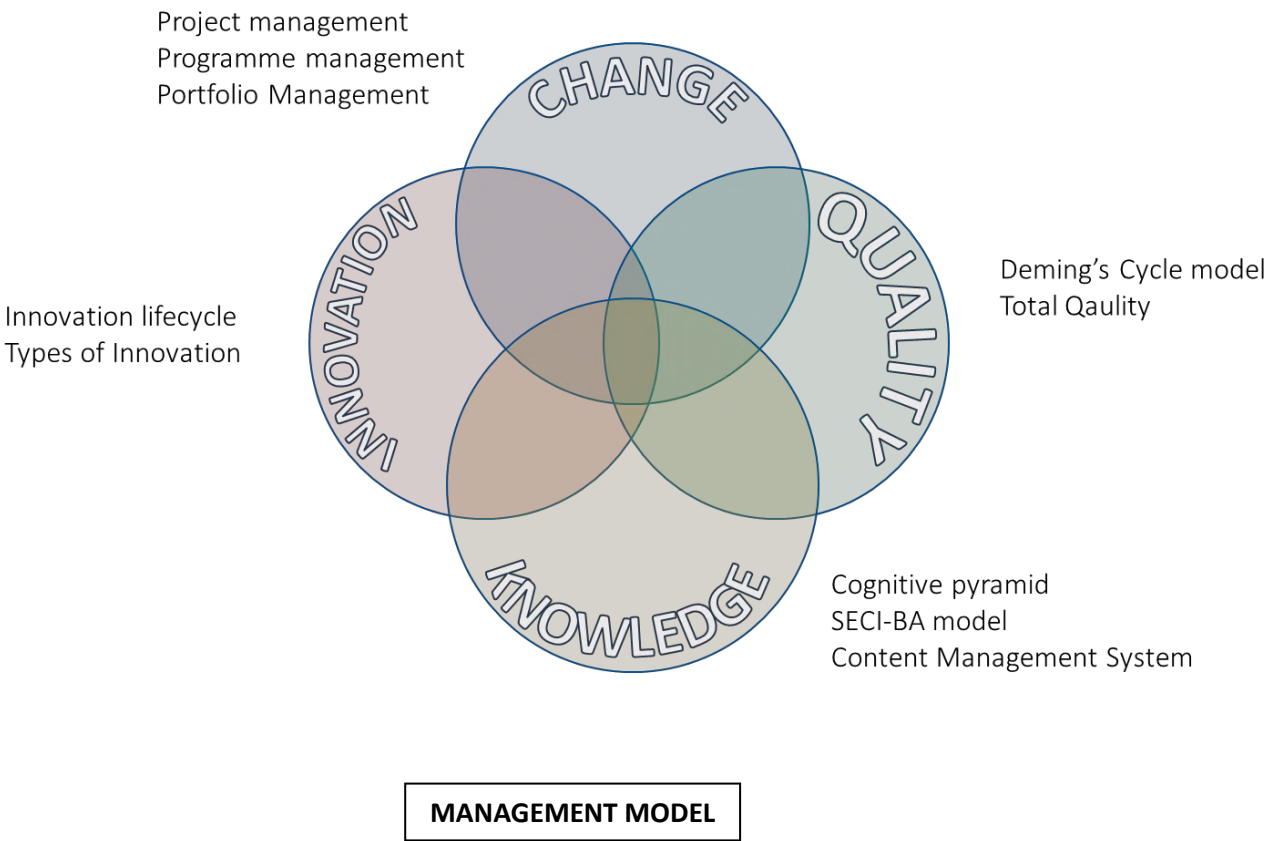 Project management
Programme management
Portfolio Management
CHANGE
INNOVATION
QUALITY
Deming’s Cycle model
Total Qaulity
Innovation lifecycle
Types of Innovation
KNOWLEDGE
Cognitive pyramid
SECI-BA model
Content Management System
MANAGEMENT MODEL